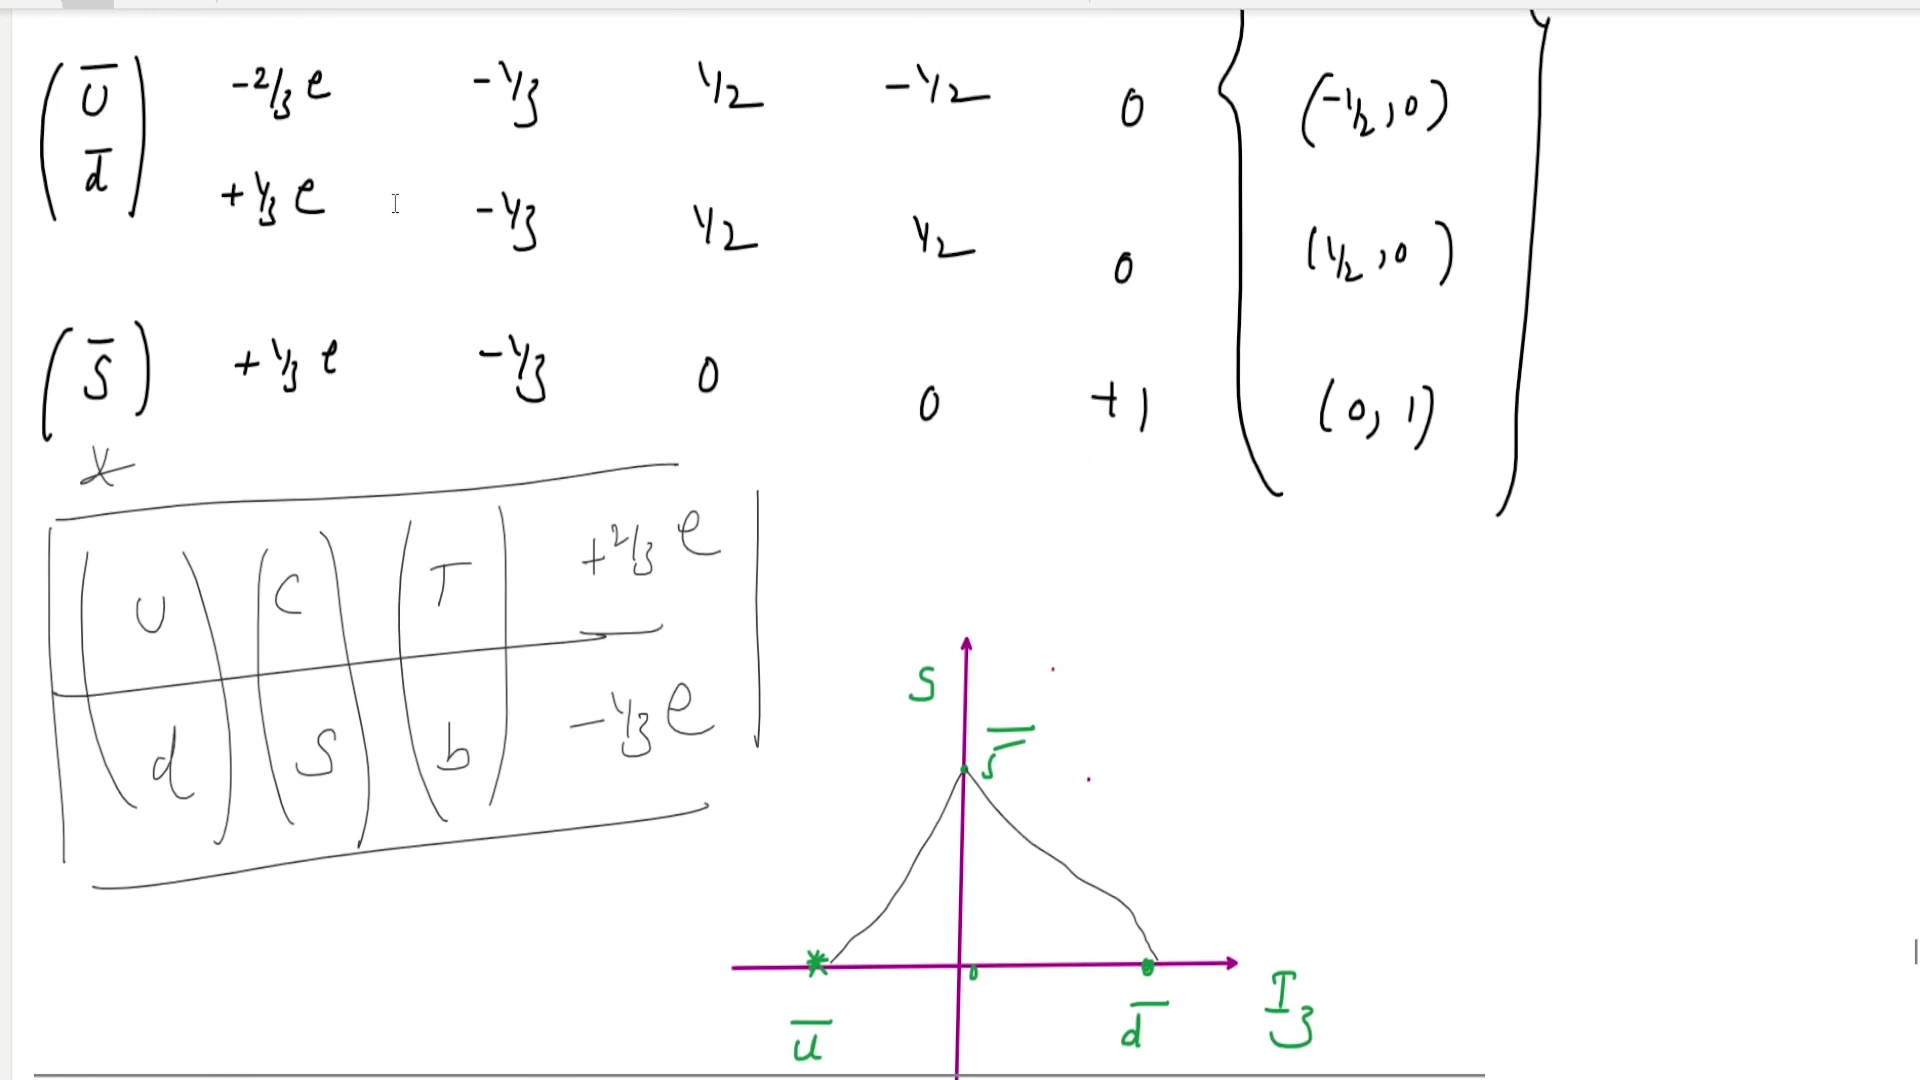 ( U̅ -2/3 e -1/3 1/2 -1/2 0 (-1/2, 0)
d̅ ) +1/3 e -1/3 1/2 1/2 0 (1/2, 0)
( S̅ ) +1/3 e -1/3 0 0 +1 (0, 1)
U C T +2/3 e
d S b -1/3 e
S
s̅
0
u̅ d̅ I3